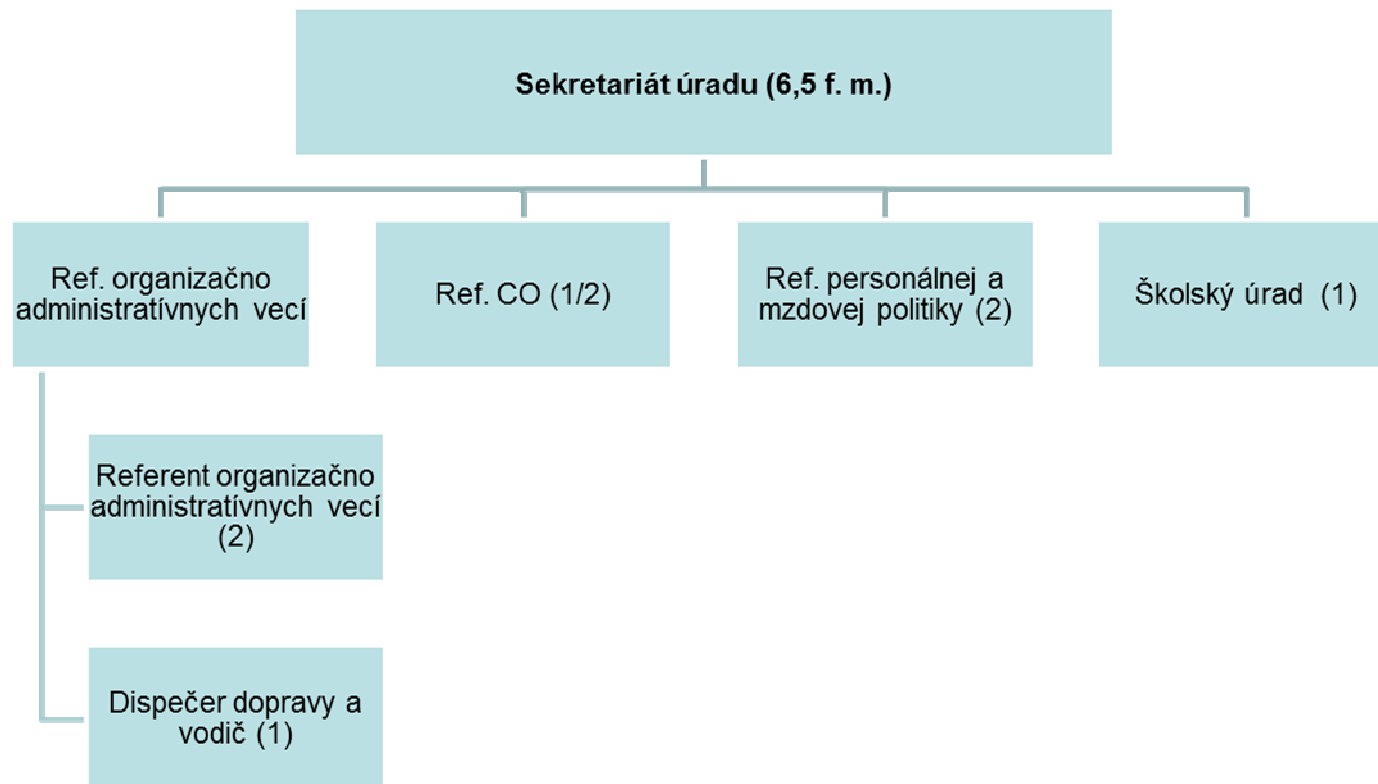 Sekretariát úradu (6,5 f. m.)
Ref. organizačno
administratívnych vecí
Ref. CO (1/2)
Ref. personálnej a
mzdovej politiky (2)
Školský úrad (1)
Referent organizačno
administratívnych vecí
(2)
Dispečer dopravy a
vodič (1)